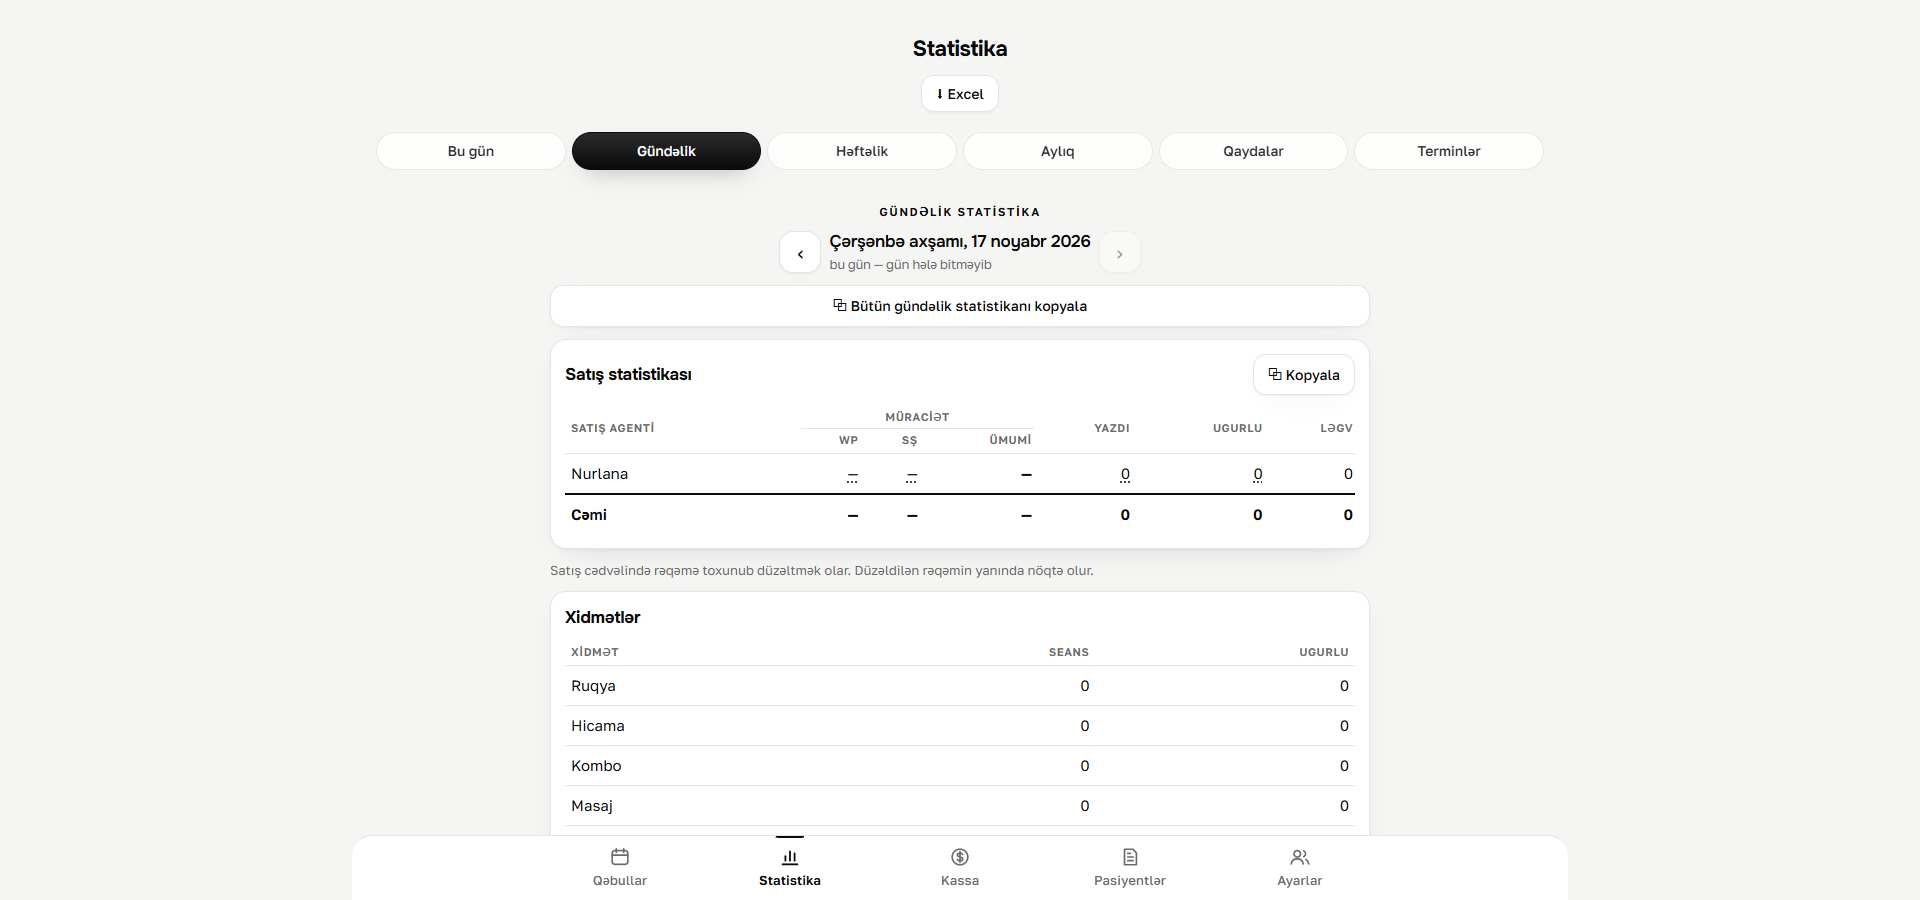 Statistika
⭳ Excel
Bu gün Gündəlik Həftəlik Aylıq Qaydalar Terminlər
GÜNDƏLİK STATİSTİKA
‹ Çərşənbə axşamı, 17 noyabr 2026 ›
bu gün — gün hələ bitməyib
Bütün gündəlik statistikanı kopyala
Satış statistikası Kopyala
MÜRACİƏT
SATIŞ AGENTİ YAZDI UGURLU LƏGV
WP SŞ ÜMUMİ
Nurlana — — — 0 0 0
Cəmi — — — 0 0 0
Satış cədvəlində rəqəmə toxunub düzəltmək olar. Düzəldilən rəqəmin yanında nöqtə olur.
Xidmətlər
XİDMƏT SEANS UGURLU
Ruqya 0 0
Hicama 0 0
Kombo 0 0
Masaj 0 0
Qəbullar Statistika Kassa Pasiyentlər Ayarlar